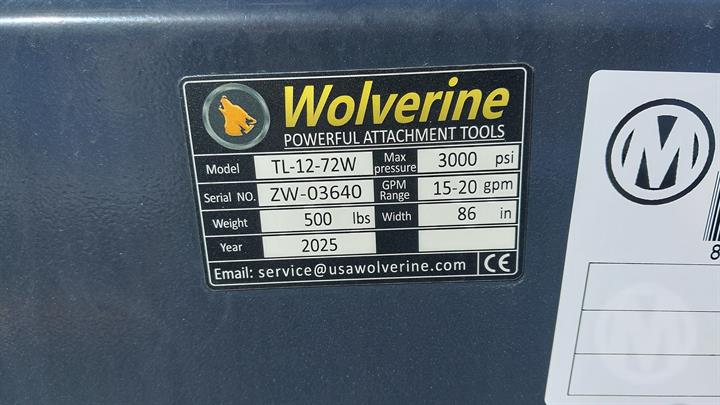 Wolverine
POWERFUL ATTACHMENT TOOLS
Model TL-12-72W Max pressure 3000 psi
Serial NO. ZW-03640 GPM Range 15-20 gpm
Weight 500 lbs Width 86 in
Year 2025
Email: service@usawolverine.com CE
M
8
M